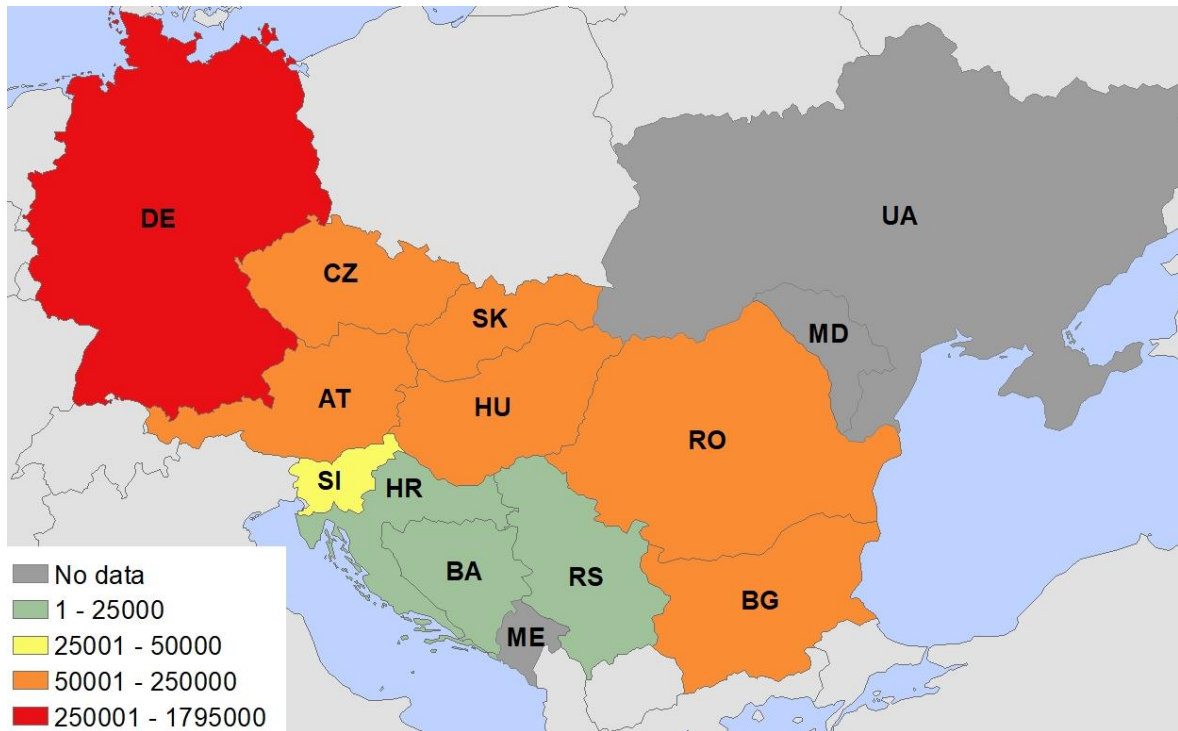 UA
DE
CZ
SK
MD
AT
HU
RO
SI
HR
BA
RS
BG
ME
No data
1 - 25000
25001 - 50000
50001 - 250000
250001 - 1795000